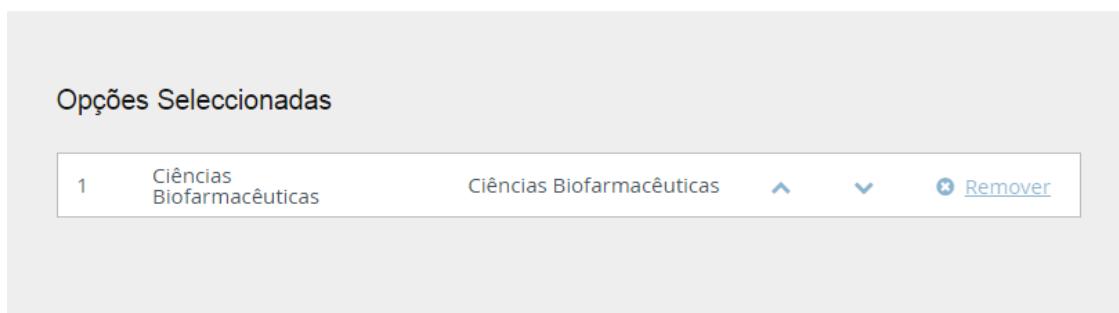 Opções Seleccionadas
1
Ciências
Biofarmacêuticas
Ciências Biofarmacêuticas
Remover